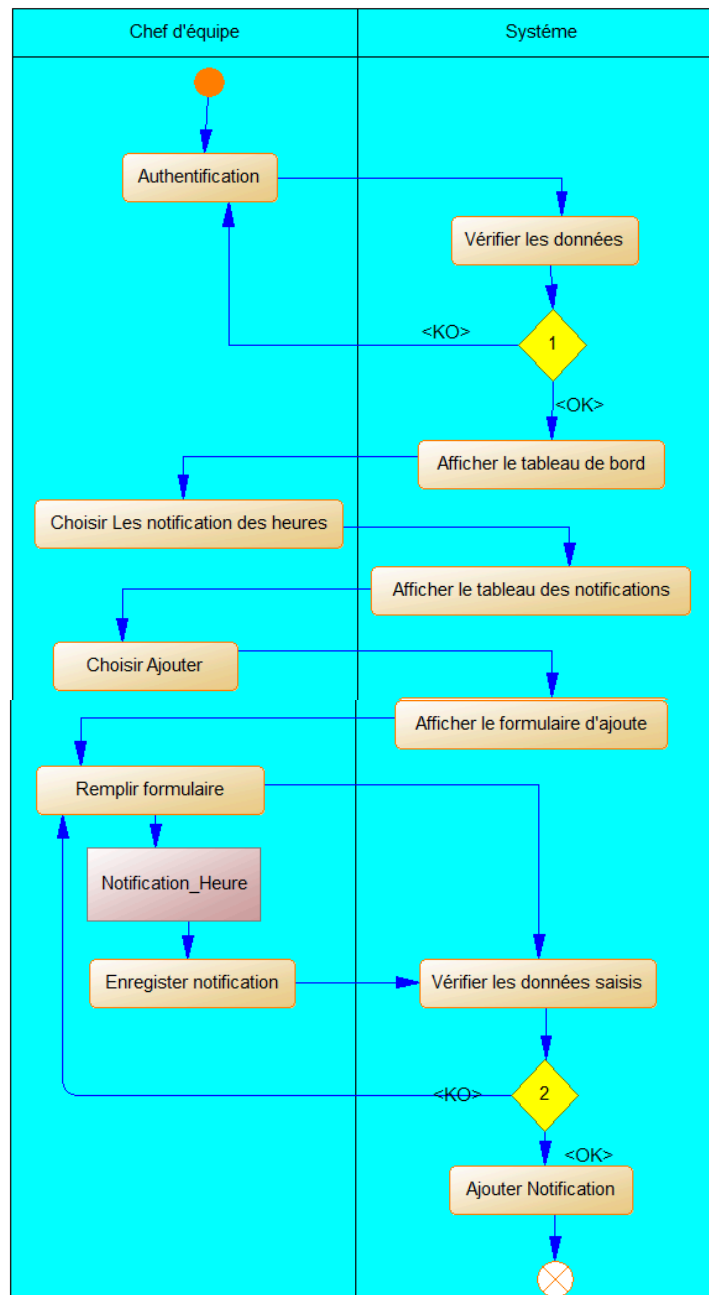 Chef d'équipe
Systéme
Authentification
Vérifier les données
1
<KO>
<OK>
Afficher le tableau de bord
Choisir Les notification des heures
Afficher le tableau des notifications
Choisir Ajouter
Afficher le formulaire d'ajoute
Remplir formulaire
Notification_Heure
Enregister notification
Vérifier les données saisis
2
<KO>
<OK>
Ajouter Notification